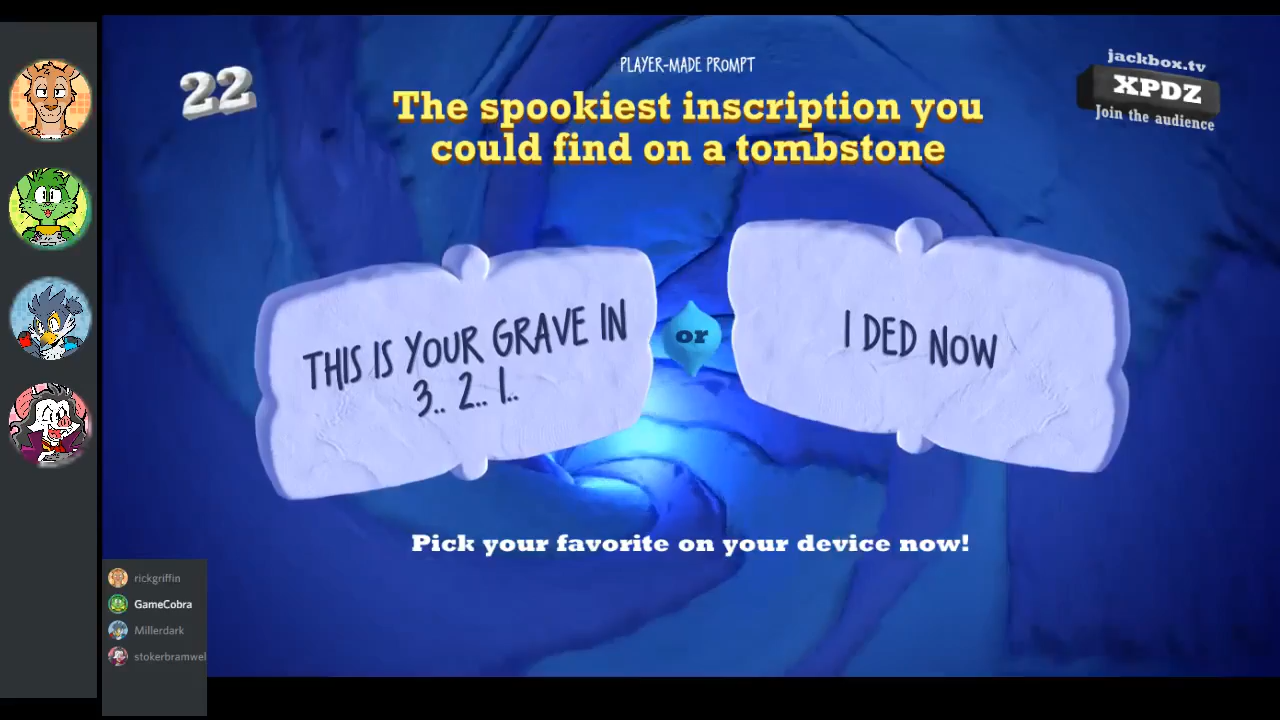 22
PLAYER-MADE PROMPT
The spookiest inscription you
could find on a tombstone
jackbox.tv
XPDZ
Join the audience
THIS IS YOUR GRAVE IN
3.. 2.. 1..
or
I DED NOW
Pick your favorite on your device now!
rickgriffin
GameCobra
Millerdark
stokerbramwel